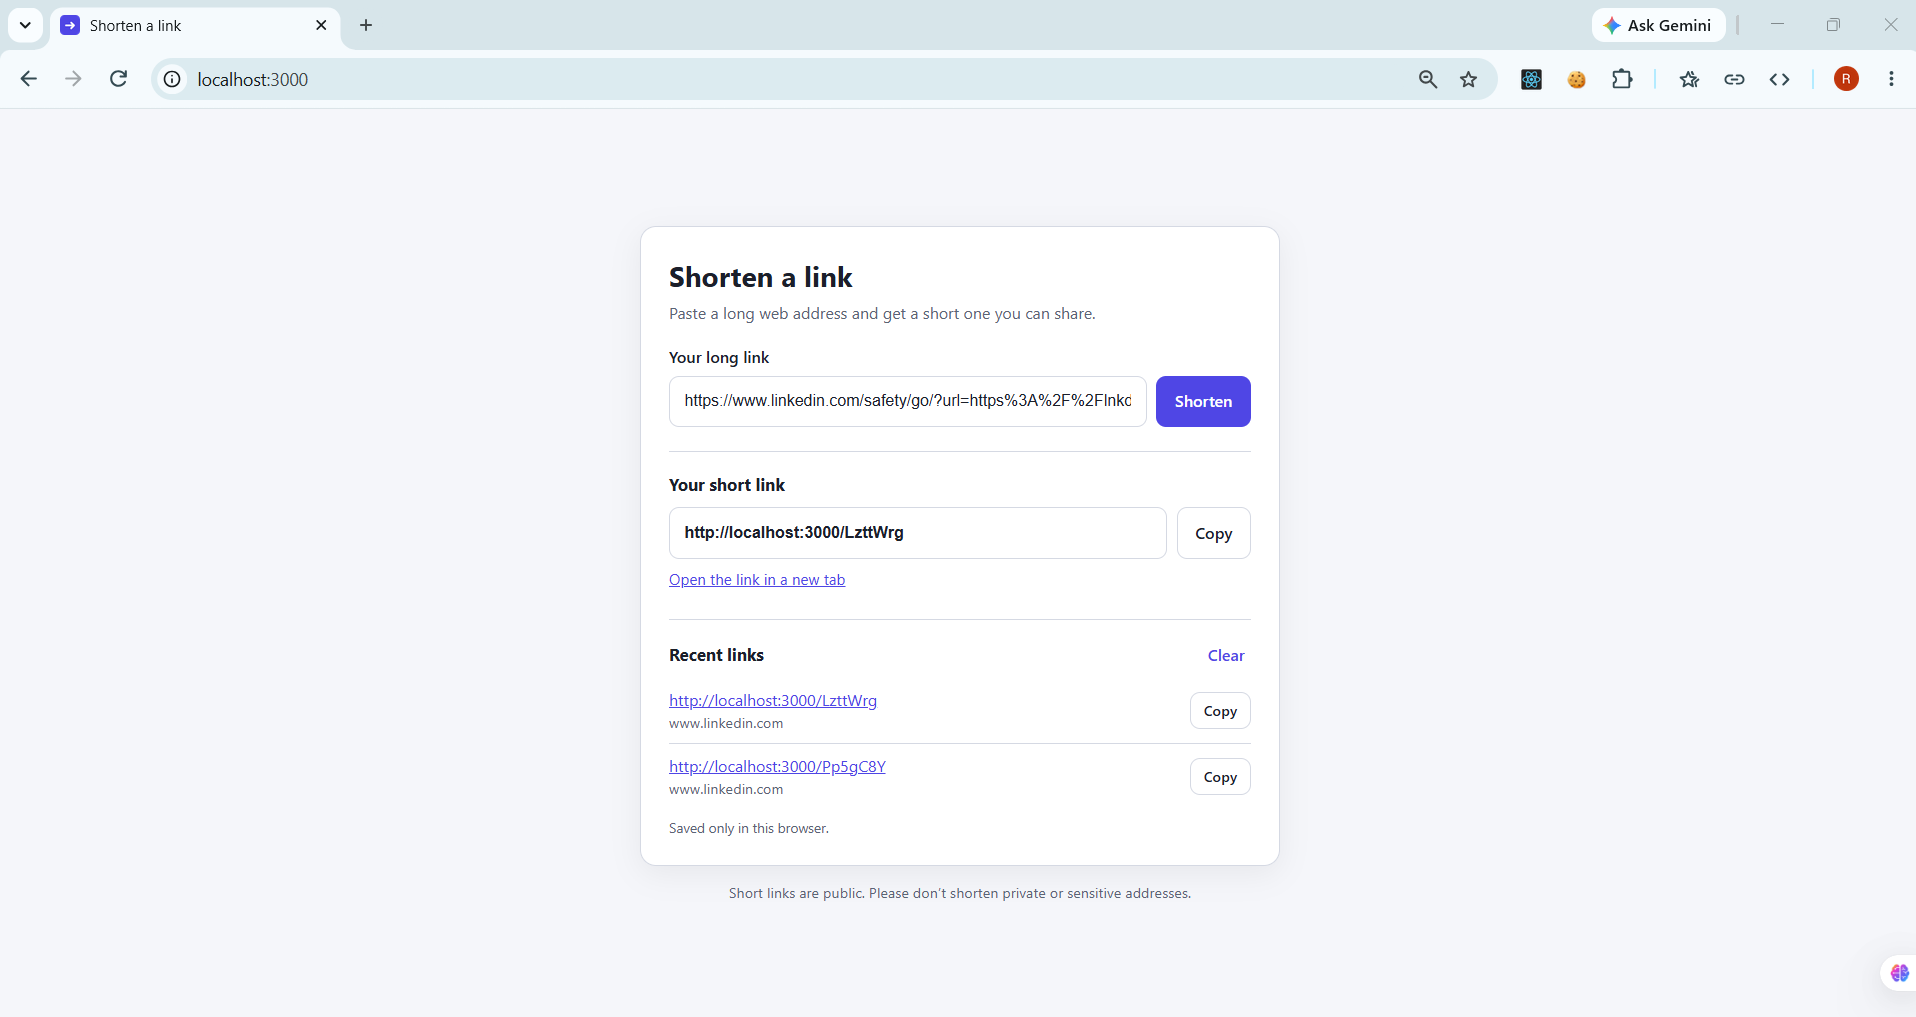 Shorten a link
Ask Gemini
localhost:3000
R
Shorten a link
Paste a long web address and get a short one you can share.
Your long link
https://www.linkedin.com/safety/go/?url=https%3A%2F%2Flnkd
Shorten
Your short link
http://localhost:3000/LzttWrg
Copy
Open the link in a new tab
Recent links
Clear
http://localhost:3000/LzttWrg
www.linkedin.com
Copy
http://localhost:3000/Pp5gC8Y
www.linkedin.com
Copy
Saved only in this browser.
Short links are public. Please don’t shorten private or sensitive addresses.